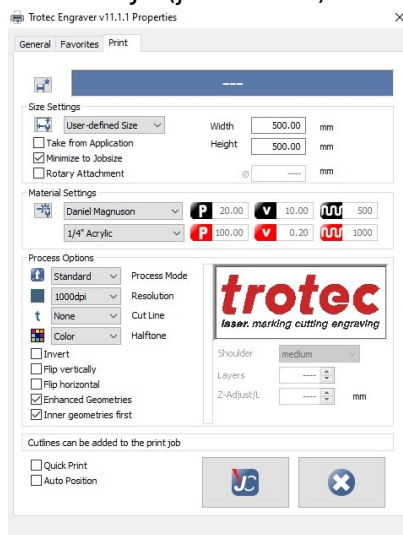 Trotec Engraver v11.1.1 Properties
General Favorites Print
---
Size Settings
User-defined Size Width 500.00 mm
Take from Application Height 500.00 mm
Minimize to Jobsize
Rotary Attachment Ø ---- mm
Material Settings
Daniel Magnuson P 20.00 V 10.00 500
1/4" Acrylic P 100.00 V 0.20 1000
Process Options
Standard Process Mode
1000dpi Resolution
t None Cut Line
Color Halftone
trotec
laser. marking cutting engraving
Invert Shoulder medium
Flip vertically
Flip horizontal Layers ----
Enhanced Geometries Z-Adjust/L ---- mm
Inner geometries first
Cutlines can be added to the print job
Quick Print
Auto Position
JC